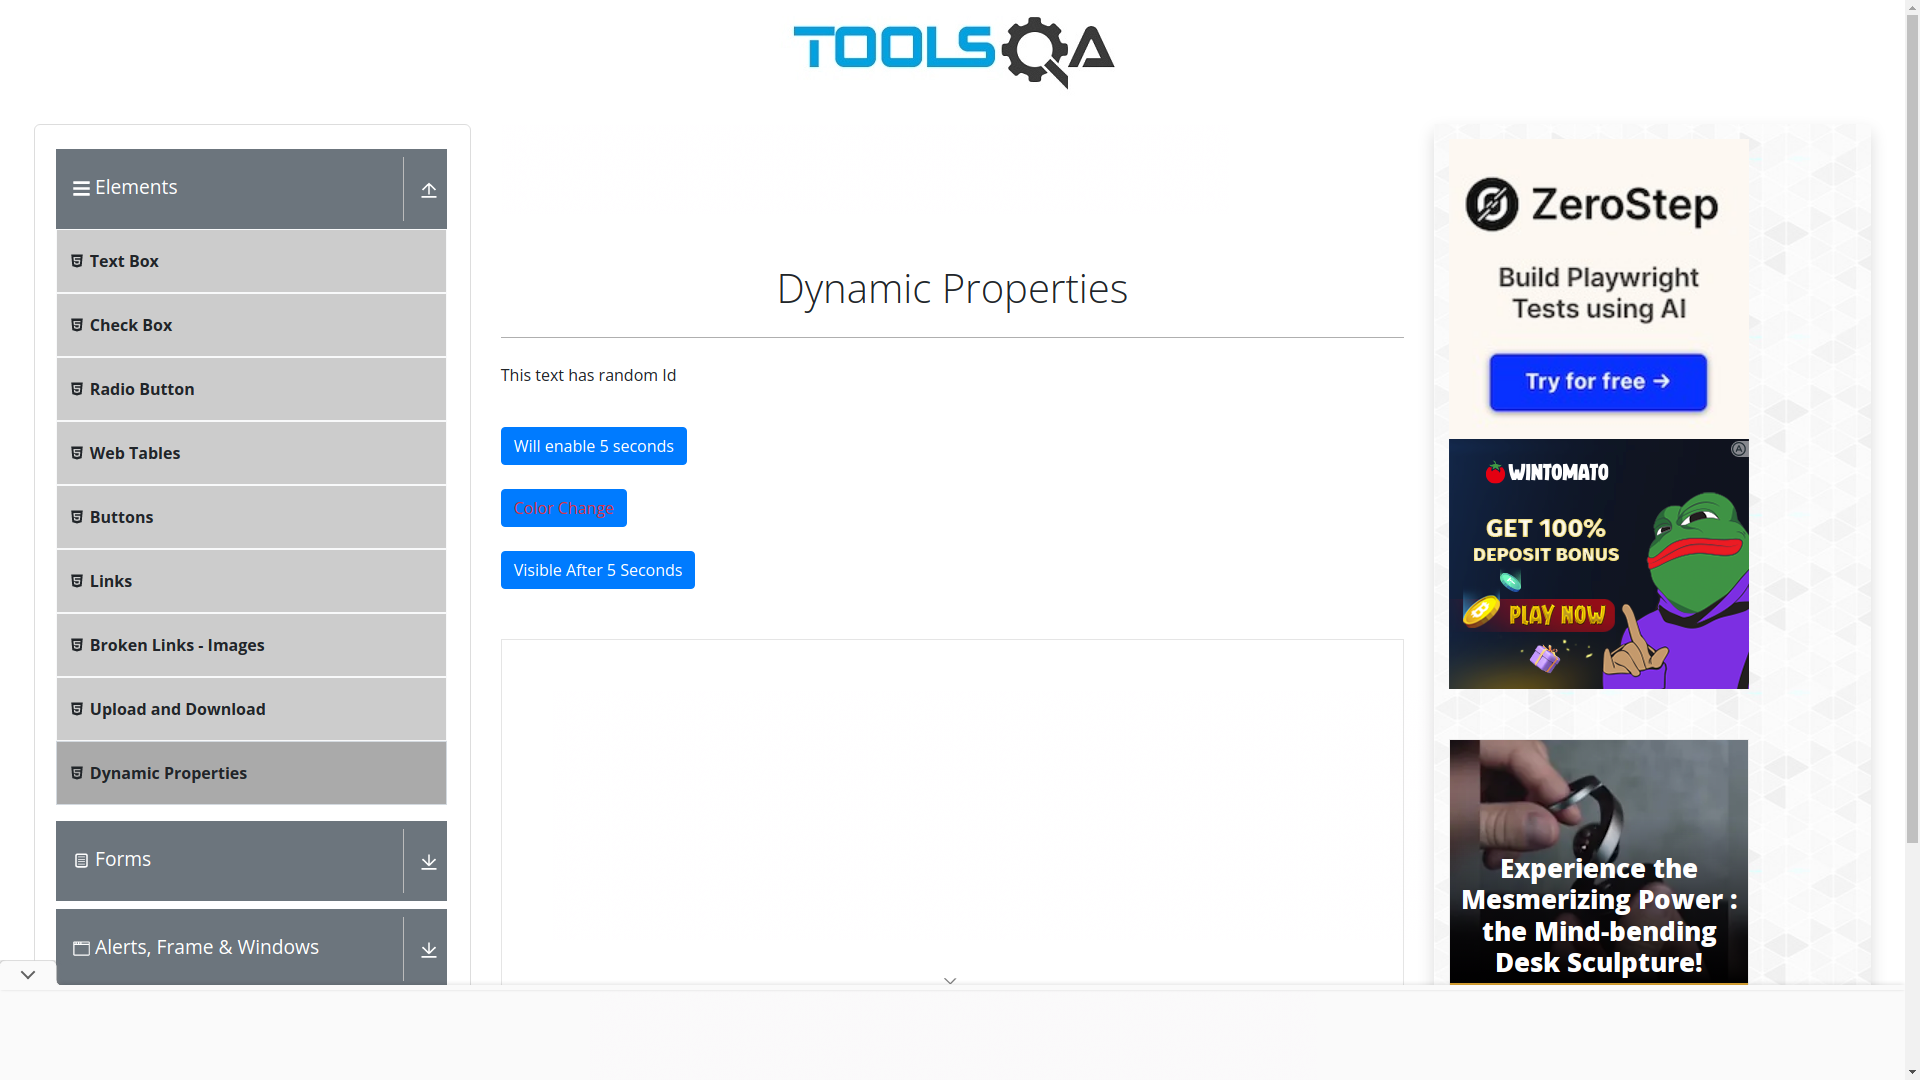 TOOLSQA
Elements
Text Box
Check Box
Radio Button
Web Tables
Buttons
Links
Broken Links - Images
Upload and Download
Dynamic Properties
Forms
Alerts, Frame & Windows
Dynamic Properties
This text has random Id
Will enable 5 seconds
Color Change
Visible After 5 Seconds
ZeroStep
Build Playwright
Tests using AI
Try for free →
WINTOMATO
GET 100%
DEPOSIT BONUS
PLAY NOW
Experience the
Mesmerizing Power :
the Mind-bending
Desk Sculpture!